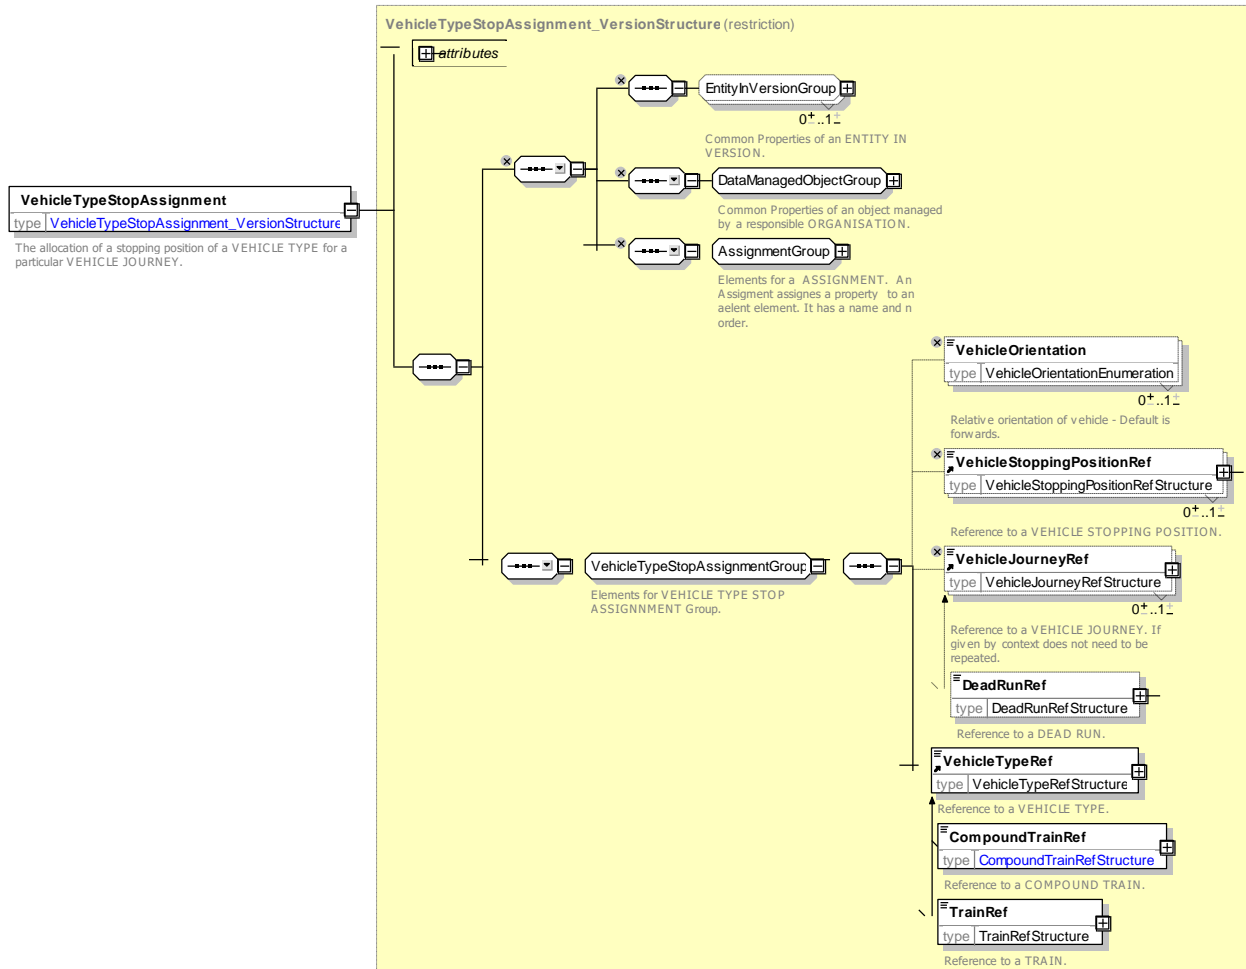 VehicleTypeStopAssignment_VersionStructure (restriction)
attributes
EntityInVersionGroup
0+..1+
Common Properties of an ENTITY IN
VERSION.
DataManagedObjectGroup
Common Properties of an object managed
by a responsible ORGANISATION.
AssignmentGroup
Elements for a ASSIGNMENT. An
Assigment assignes a property to an
aelent element. It has a name and n
order.
VehicleTypeStopAssignment
type VehicleTypeStopAssignment_VersionStructure
The allocation of a stopping position of a VEHICLE TYPE for a
particular VEHICLE JOURNEY.
VehicleTypeStopAssignmentGroup
Elements for VEHICLE TYPE STOP
ASSIGNNMENT Group.
VehicleOrientation
type VehicleOrientationEnumeration
0+..1+
Relative orientation of vehicle - Default is
forwards.
VehicleStoppingPositionRef
type VehicleStoppingPositionRefStructure
0+..1+
Reference to a VEHICLE STOPPING POSITION.
VehicleJourneyRef
type VehicleJourneyRefStructure
0+..1+
Reference to a VEHICLE JOURNEY. If
given by context does not need to be
repeated.
DeadRunRef
type DeadRunRefStructure
Reference to a DEAD RUN.
VehicleTypeRef
type VehicleTypeRefStructure
Reference to a VEHICLE TYPE.
CompoundTrainRef
type CompoundTrainRefStructure
Reference to a COMPOUND TRAIN.
TrainRef
type TrainRefStructure
Reference to a TRAIN.